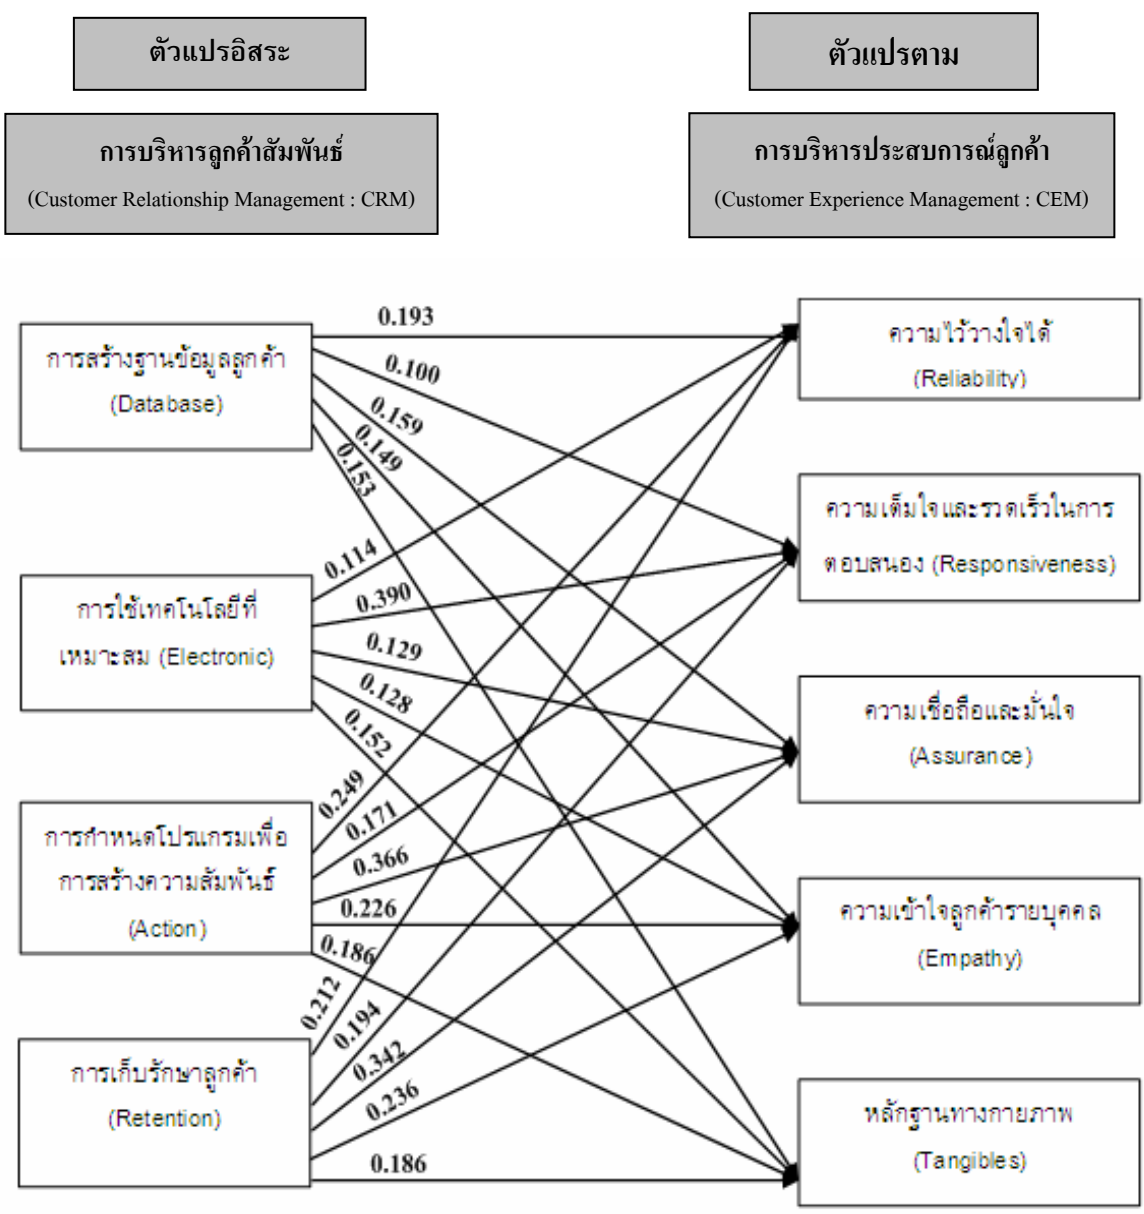 ตัวแปรอิสระ
ตัวแปรตาม
การบริหารลูกค้าสัมพันธ์
(Customer Relationship Management : CRM)
การบริหารประสบการณ์ลูกค้า
(Customer Experience Management : CEM)
การสร้างฐานข้อมูลลูกค้า
(Database)
การใช้เทคโนโลยีที่
เหมาะสม (Electronic)
การกำหนดโปรแกรมเพื่อ
การสร้างความสัมพันธ์
(Action)
การเก็บรักษาลูกค้า
(Retention)
0.193
0.100
0.159
0.149
0.153
0.114
0.390
0.129
0.128
0.152
0.249
0.171
0.366
0.226
0.186
0.212
0.194
0.342
0.236
0.186
ความไว้วางใจได้
(Reliability)
ความเต็มใจและรวดเร็วในการ
ตอบสนอง (Responsiveness)
ความเชื่อถือและมั่นใจ
(Assurance)
ความเข้าใจลูกค้ารายบุคคล
(Empathy)
หลักฐานทางกายภาพ
(Tangibles)